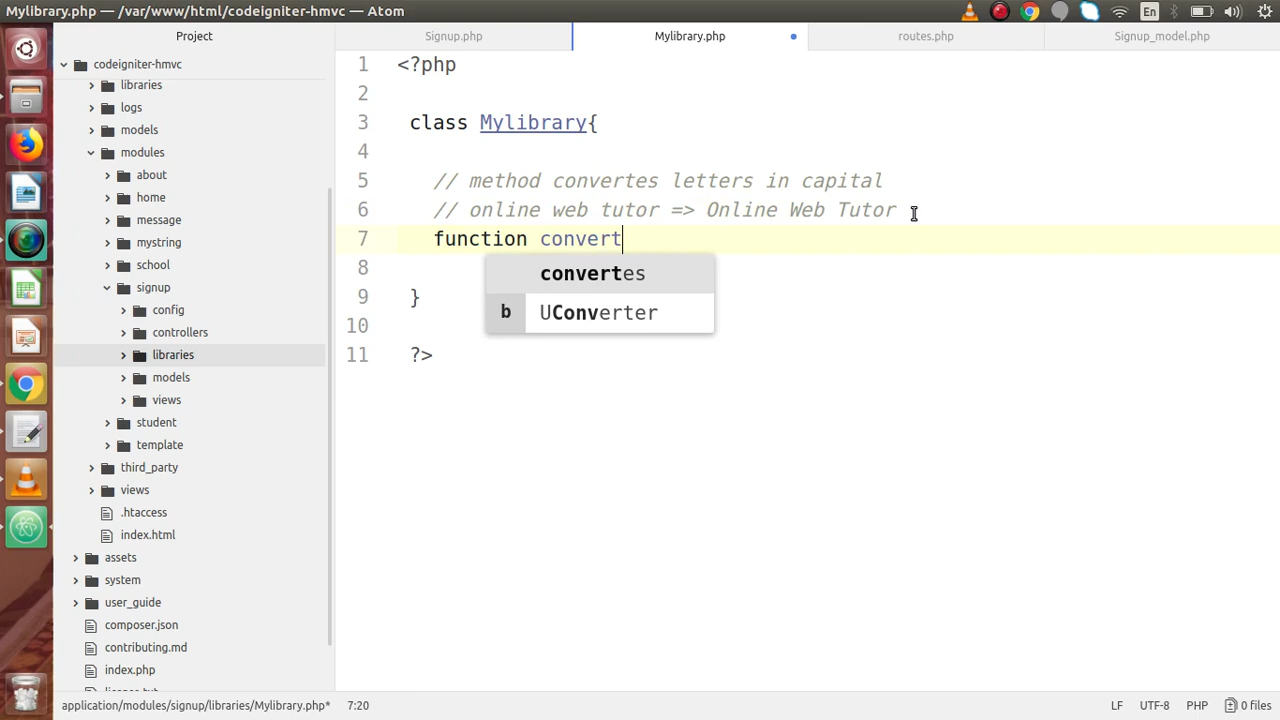 Mylibrary.php — /var/www/html/codeigniter-hmvc — Atom
En
Project
Signup.php
Mylibrary.php
routes.php
Signup_model.php
codeigniter-hmvc
libraries
logs
models
modules
about
home
message
mystring
school
signup
config
controllers
libraries
models
views
student
template
third_party
views
.htaccess
index.html
assets
system
user_guide
composer.json
contributing.md
index.php
1 <?php
2
3 class Mylibrary{
4
5 // method convertes letters in capital
6 // online web tutor => Online Web Tutor
7 function convert
8
9 }
10
11 ?>
convertes
b UConverter
application/modules/signup/libraries/Mylibrary.php* 7:20
LF UTF-8 PHP 0 files